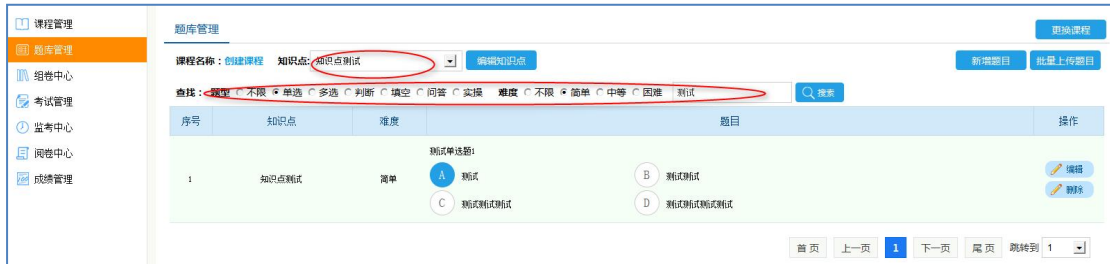 课程管理
题库管理
组卷中心
考试管理
监考中心
阅卷中心
成绩管理
题库管理
更换课程
课程名称：创建课程 知识点: 知识点测试 编辑知识点 新增题目 批量上传题目
查找： 题型 不限 单选 多选 判断 填空 问答 实操 难度 不限 简单 中等 困难 测试 搜索
序号 知识点 难度 题目 操作
测试单选题1
1 知识点测试 简单 A 测试 B 测试测试 编辑
C 测试测试测试 D 测试测试测试测试 删除
首页 上一页 1 下一页 尾页 跳转到 1